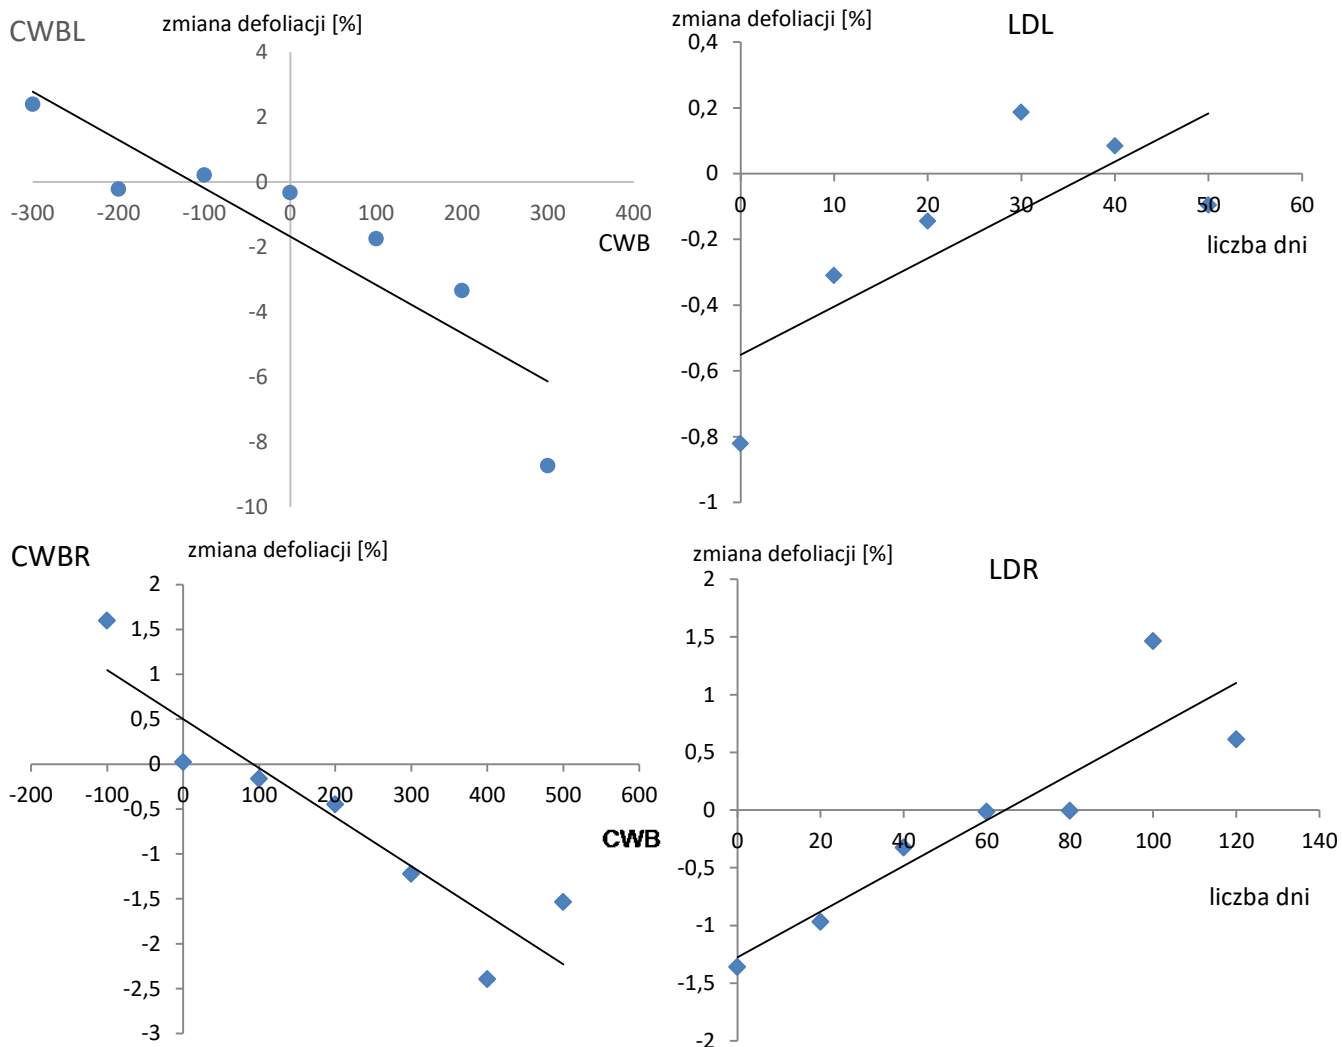 CWBL
zmiana defoliacji [%]
4
2
0
-2
-4
-6
-8
-10
-300 -200 -100 0 100 200 300 400
CWB
zmiana defoliacji [%]
LDL
0,4
0,2
0
-0,2
-0,4
-0,6
-0,8
-1
0 10 20 30 40 50 60
liczba dni
CWBR
zmiana defoliacji [%]
2
1,5
1
0,5
0
-0,5
-1
-1,5
-2
-2,5
-3
-200 -100 0 100 200 300 400 500 600
CWB
zmiana defoliacji [%]
LDR
2
1,5
1
0,5
0
-0,5
-1
-1,5
-2
0 20 40 60 80 100 120 140
liczba dni